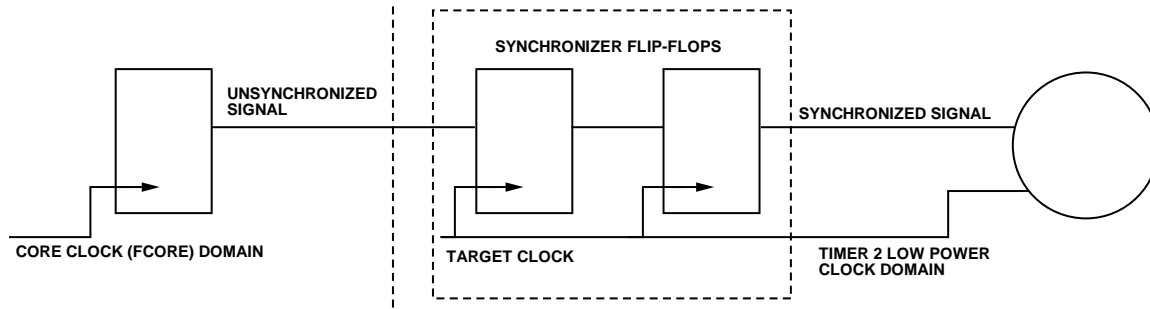 SYNCHRONIZER FLIP-FLOPS
UNSYNCHRONIZED
SIGNAL
SYNCHRONIZED SIGNAL
CORE CLOCK (FCORE) DOMAIN
TARGET CLOCK
TIMER 2 LOW POWER
CLOCK DOMAIN